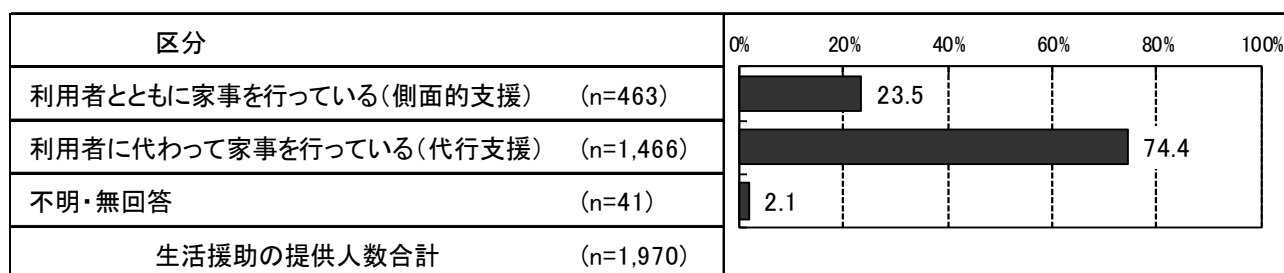 区分
0% 20% 40% 60% 80% 100%
利用者とともに家事を行っている(側面的支援) (n=463) 23.5
利用者に代わって家事を行っている(代行支援) (n=1,466) 74.4
不明・無回答 (n=41) 2.1
生活援助の提供人数合計 (n=1,970)